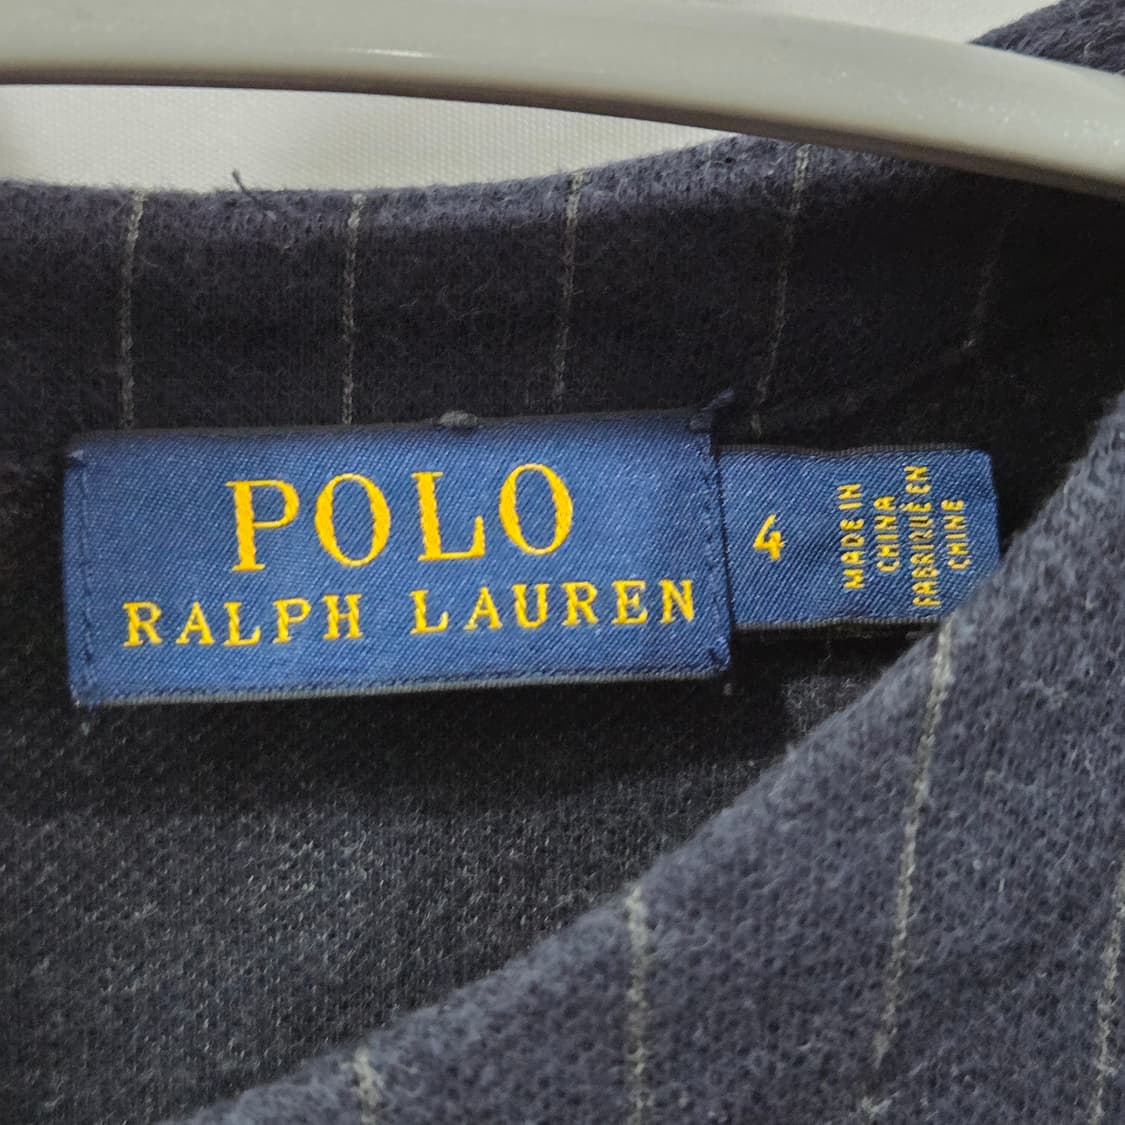 POLO
RALPH LAUREN
4
MADE IN
CHINA
FABRIQUÉ EN
CHINE